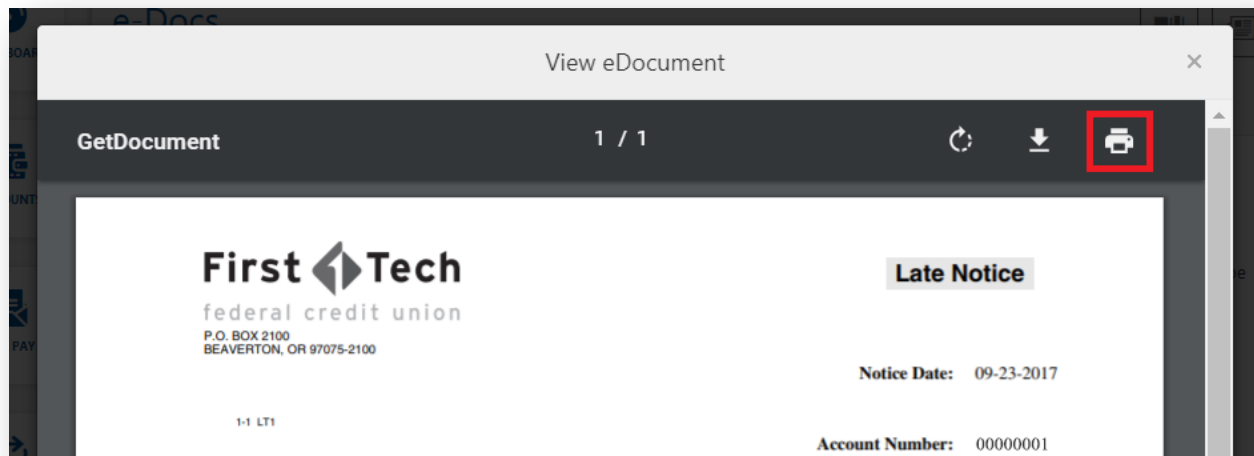 e-Docs
View eDocument
GetDocument
1 / 1
First 1 Tech
federal credit union
P.O. BOX 2100
BEAVERTON, OR 97075-2100
Late Notice
Notice Date: 09-23-2017
1-1 LT1
Account Number: 00000001
PAY